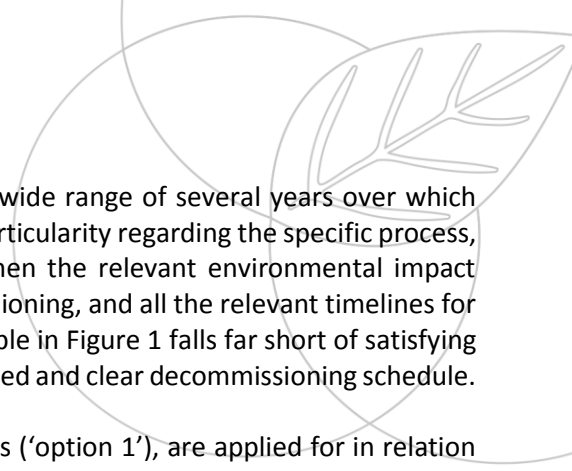 wide range of several years over which
rticularity regarding the specific process,
hen the relevant environmental impact
ioning, and all the relevant timelines for
ble in Figure 1 falls far short of satisfying
ed and clear decommissioning schedule.
s (‘option 1’), are applied for in relation